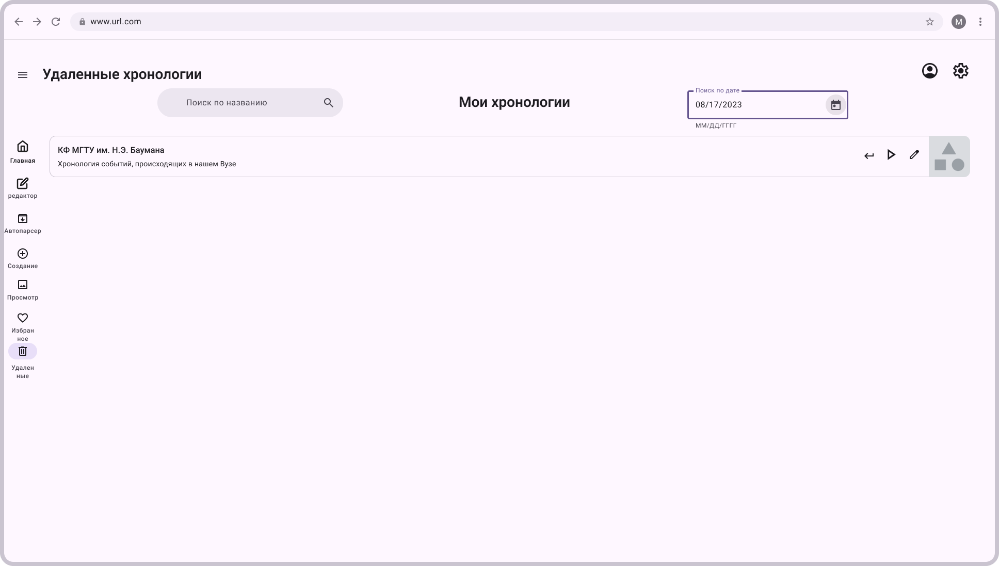 www.url.com
M
Удаленные хронологии
Поиск по названию
Мои хронологии
Поиск по дате
08/17/2023
ММ/ДД/ГГГГ
КФ МГТУ им. Н.Э. Баумана
Хронология событий, происходящих в нашем Вузе
Главная
редактор
Автопарсер
Создание
Просмотр
Избран
ное
Удален
ные